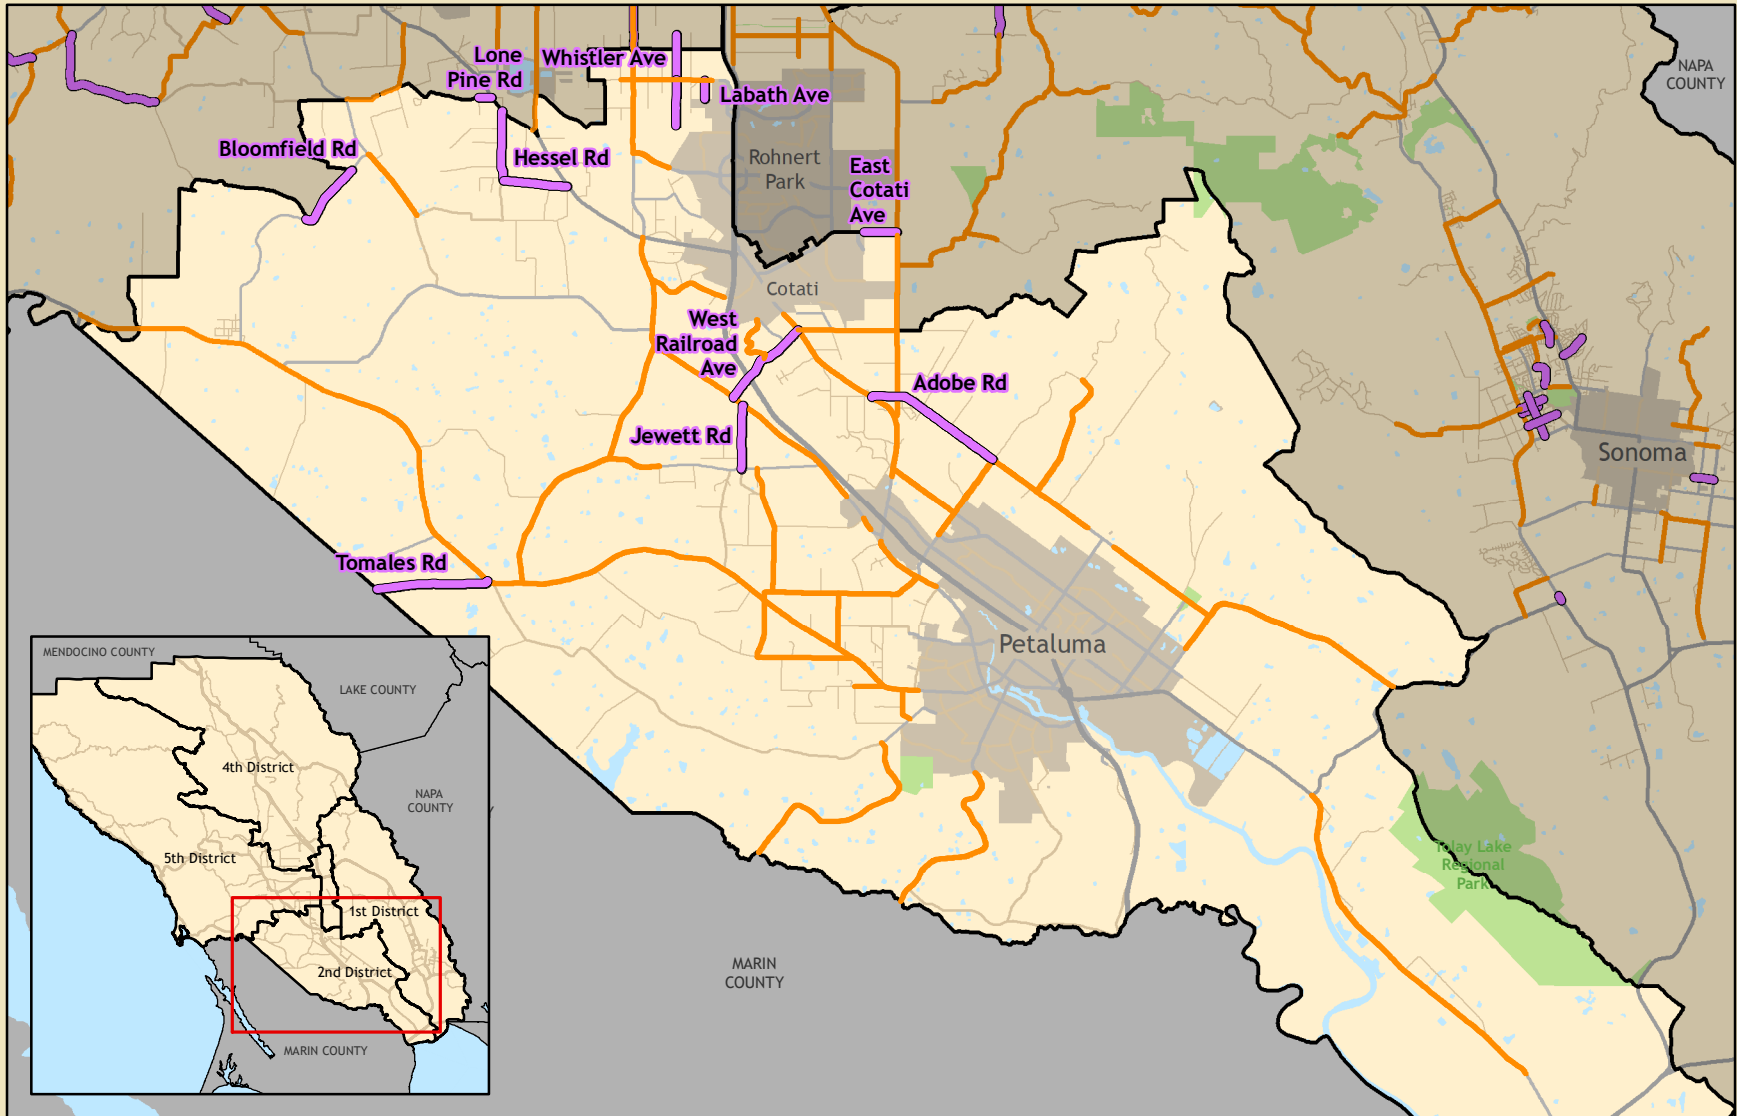 Lone
Pine Rd
Whistler Ave
Labath Ave
NAPA
COUNTY
Bloomfield Rd
Hessel Rd
Rohnert
Park
East
Cotati
Ave
Cotati
West
Railroad
Ave
Adobe Rd
Jewett Rd
Sonoma
Tomales Rd
Petaluma
MENDOCINO COUNTY
LAKE COUNTY
4th District
NAPA
COUNTY
5th District
1st District
2nd District
MARIN COUNTY
Tolay Lake
Regional
Park
MARIN
COUNTY